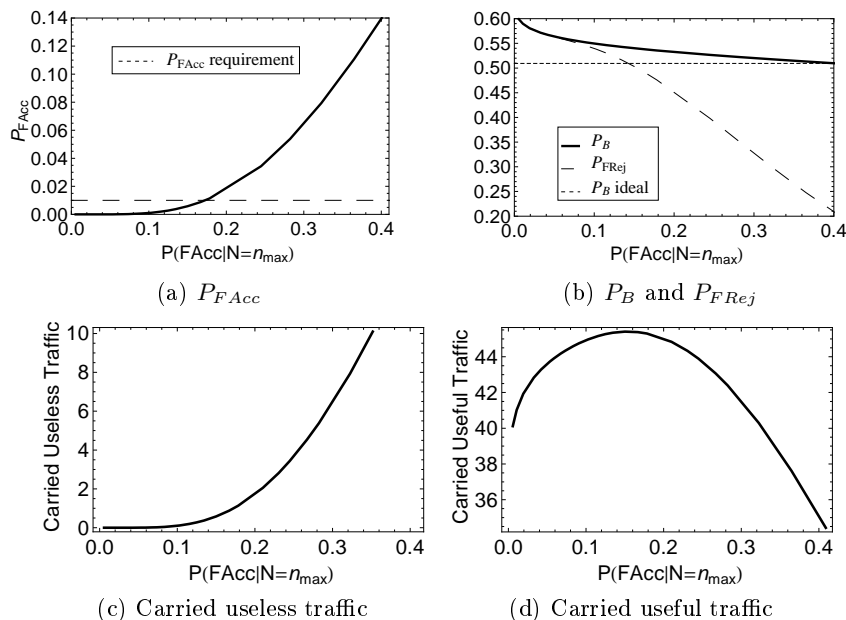 0.14
0.12
0.10
0.08
0.06
0.04
0.02
0.00
P_FAcc
P_FAcc requirement
0.0 0.1 0.2 0.3 0.4
P(FAcc|N=n_max)
(a) P_FAcc
0.60
0.55
0.50
0.45
0.40
0.35
0.30
0.25
0.20
P_B
P_FRej
P_B ideal
0.0 0.1 0.2 0.3 0.4
P(FAcc|N=n_max)
(b) P_B and P_FRej
10
8
6
4
2
0
Carried Useless Traffic
0.0 0.1 0.2 0.3 0.4
P(FAcc|N=n_max)
(c) Carried useless traffic
44
42
40
38
36
Carried Useful Traffic
0.0 0.1 0.2 0.3 0.4
P(FAcc|N=n_max)
(d) Carried useful traffic